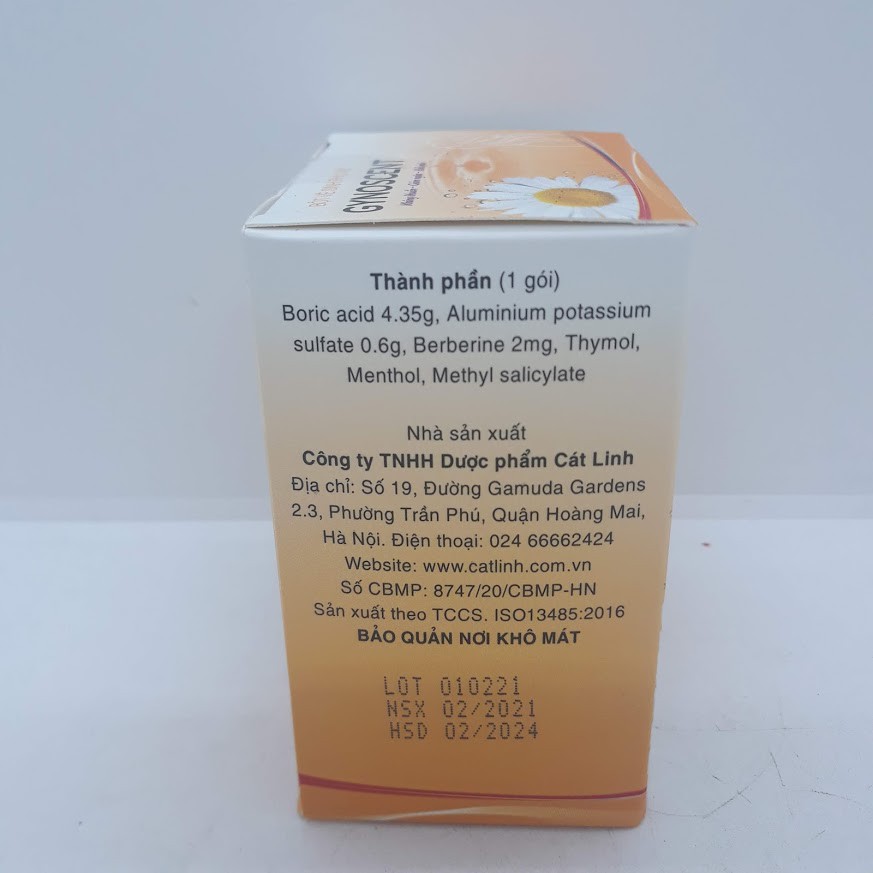 GYNOSCENT
Thành phần (1 gói)
Boric acid 4.35g, Aluminium potassium
sulfate 0.6g, Berberine 2mg, Thymol,
Menthol, Methyl salicylate
Nhà sản xuất
Công ty TNHH Dược phẩm Cát Linh
Địa chỉ: Số 19, Đường Gamuda Gardens
2.3, Phường Trần Phú, Quận Hoàng Mai,
Hà Nội. Điện thoại: 024 66662424
Website: www.catlinh.com.vn
Số CBMP: 8747/20/CBMP-HN
Sản xuất theo TCCS. ISO13485:2016
BẢO QUẢN NƠI KHÔ MÁT
LOT 010221
NSX 02/2021
HSD 02/2024